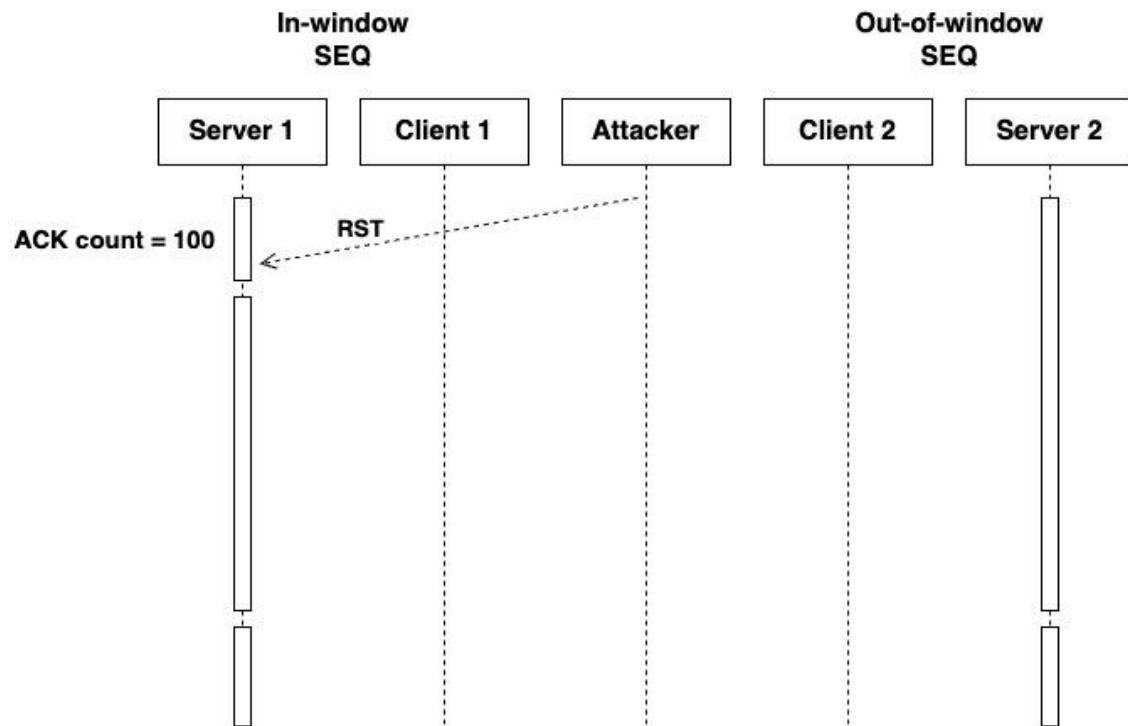 In-window
SEQ
Out-of-window
SEQ
Server 1
Client 1
Attacker
Client 2
Server 2
RST
ACK count = 100